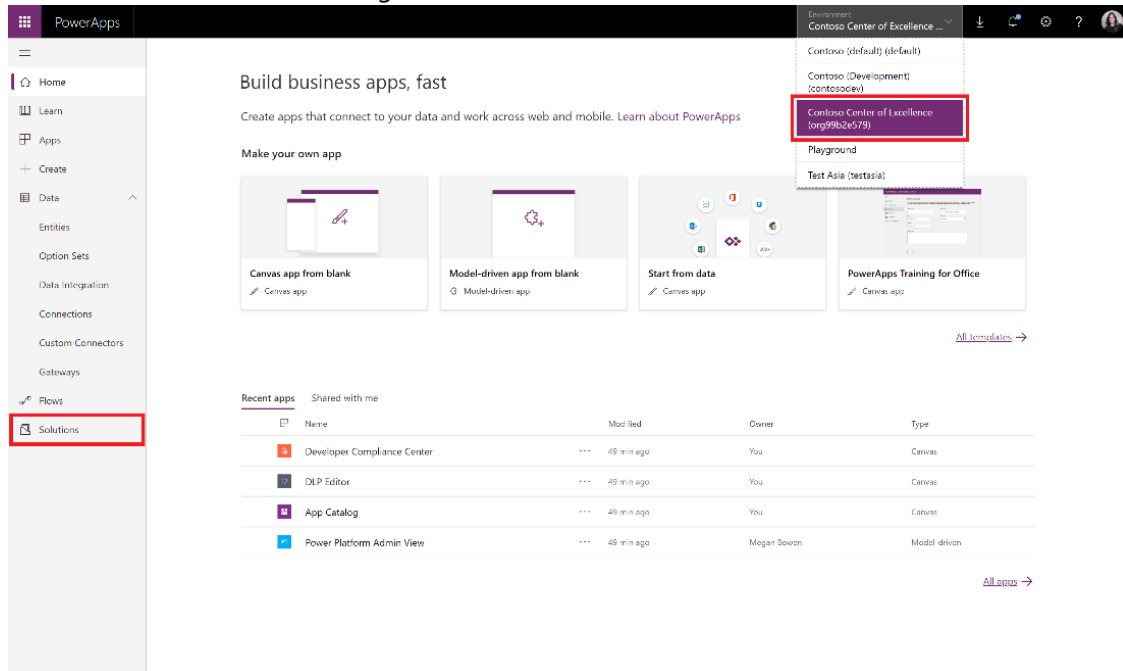 PowerApps
Environment
Contoso Center of Excellence ...
?
Contoso (default) (default)
Contoso (Development)
(contosodev)
Contoso Center of Excellence
(org99b2e579)
Playground
Test Asia (testasia)
Home
Learn
Apps
Create
Data
Entities
Option Sets
Data Integration
Connections
Custom Connectors
Gateways
Flows
Solutions
Build business apps, fast
Create apps that connect to your data and work across web and mobile. Learn about PowerApps
Make your own app
Canvas app from blank
Canvas app
Model-driven app from blank
Model-driven app
Start from data
Canvas app
PowerApps Training for Office
Canvas app
All templates
Recent apps Shared with me
Name Modified Owner Type
Developer Compliance Center ... 49 min ago You Canvas
DLP Editor ... 49 min ago You Canvas
App Catalog ... 49 min ago You Canvas
Power Platform Admin View ... 49 min ago Megan Bowen Model-driven
All apps